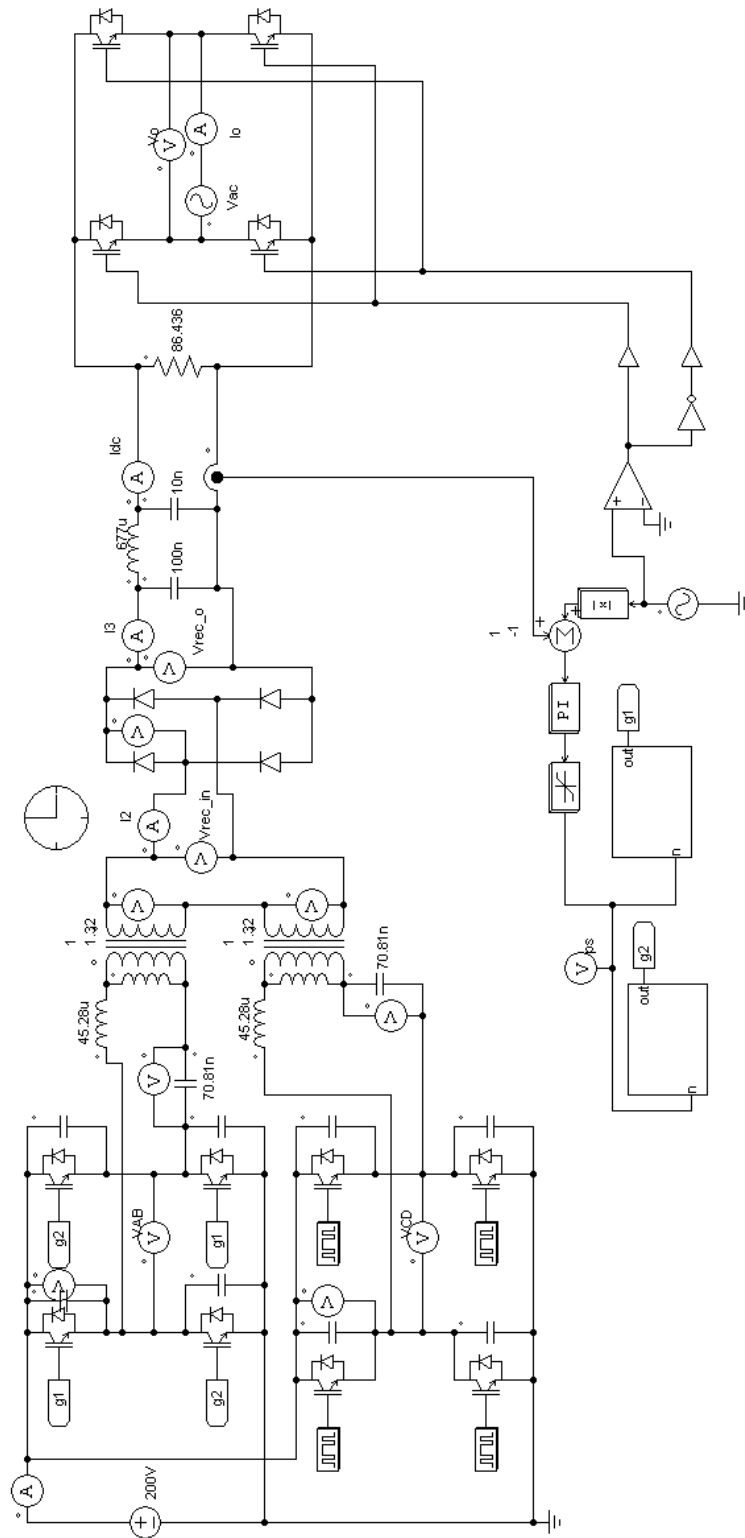 200V
A
g1
g2
V
VAB
g2
g1
V
VCD
V
V
45.28u
70.81n
1
1.32
V
45.28u
70.81n
1
1.32
V
V
V
Vrec_in
I2
A
V
V
Vrec_o
I3
A
100n
677u
10n
Idc
A
86.436
Vo
V
Vac
A
Io
1
-1
+
+
Σ
|x|
PI
+
-
V
ps
g2
out
n
g1
out
n